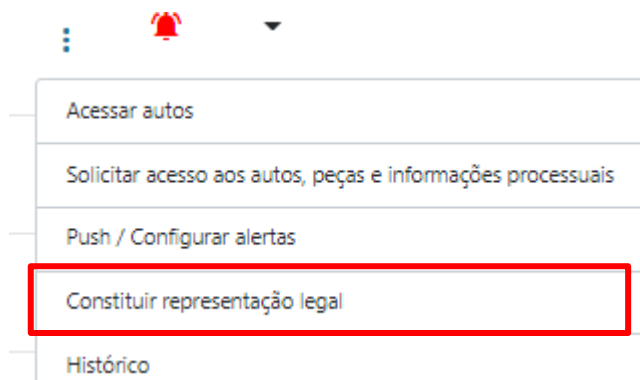 Acessar autos
Solicitar acesso aos autos, peças e informações processuais
Push / Configurar alertas
Constituir representação legal
Histórico